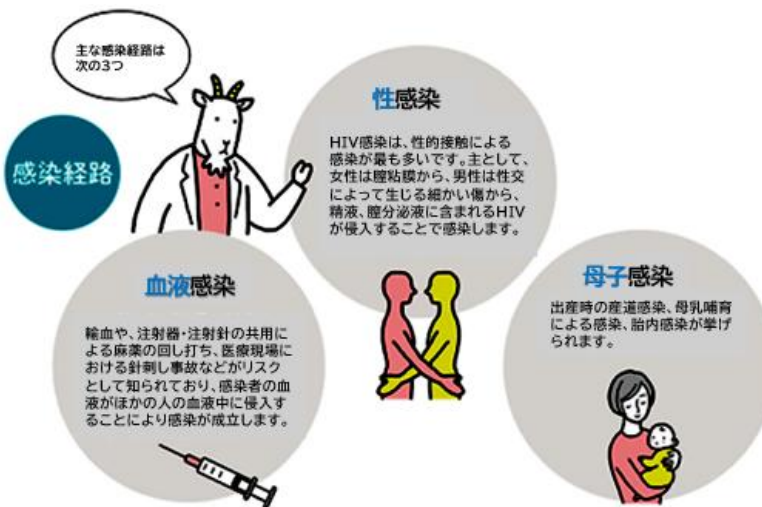 主な感染経路は
次の3つ
感染経路
性感染
HIV感染は、性的接触による
感染が最も多いです。主として、
女性は腟粘膜から、男性は性交
によって生じる細かい傷から、
精液、腟分泌液に含まれるHIV
が侵入することで感染します。
血液感染
輸血や、注射器・注射針の共用に
よる麻薬の回し打ち、医療現場に
おける針刺し事故などがリスク
として知られており、感染者の血
液がほかの人の血液中に侵入す
ることにより感染が成立します。
母子感染
出産時の産道感染、母乳哺育
による感染、胎内感染が挙げ
られます。